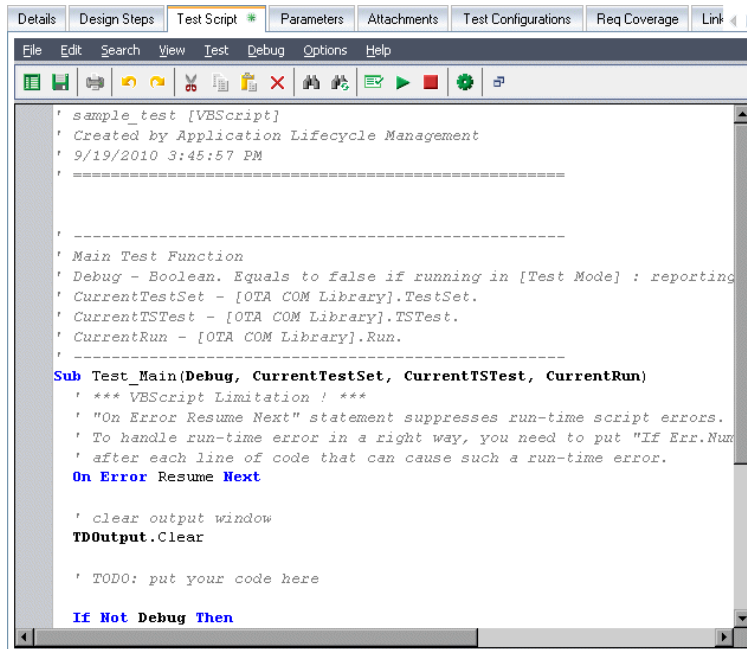 Details Design Steps Test Script * Parameters Attachments Test Configurations Req Coverage Link
File Edit Search View Test Debug Options Help
' sample_test [VBScript]
' Created by Application Lifecycle Management
' 9/19/2010 3:45:57 PM
' ====================================================
' ----------------------------------------------------
' Main Test Function
' Debug - Boolean. Equals to false if running in [Test Mode] : reporting
' CurrentTestSet - [OTA COM Library].TestSet.
' CurrentTSTest - [OTA COM Library].TSTest.
' CurrentRun - [OTA COM Library].Run.
' ----------------------------------------------------
Sub Test_Main(Debug, CurrentTestSet, CurrentTSTest, CurrentRun)
' *** VBScript Limitation ! ***
' "On Error Resume Next" statement suppresses run-time script errors.
' To handle run-time error in a right way, you need to put "If Err.Num
' after each line of code that can cause such a run-time error.
On Error Resume Next
' clear output window
TDOutput.Clear
' TODO: put your code here
If Not Debug Then